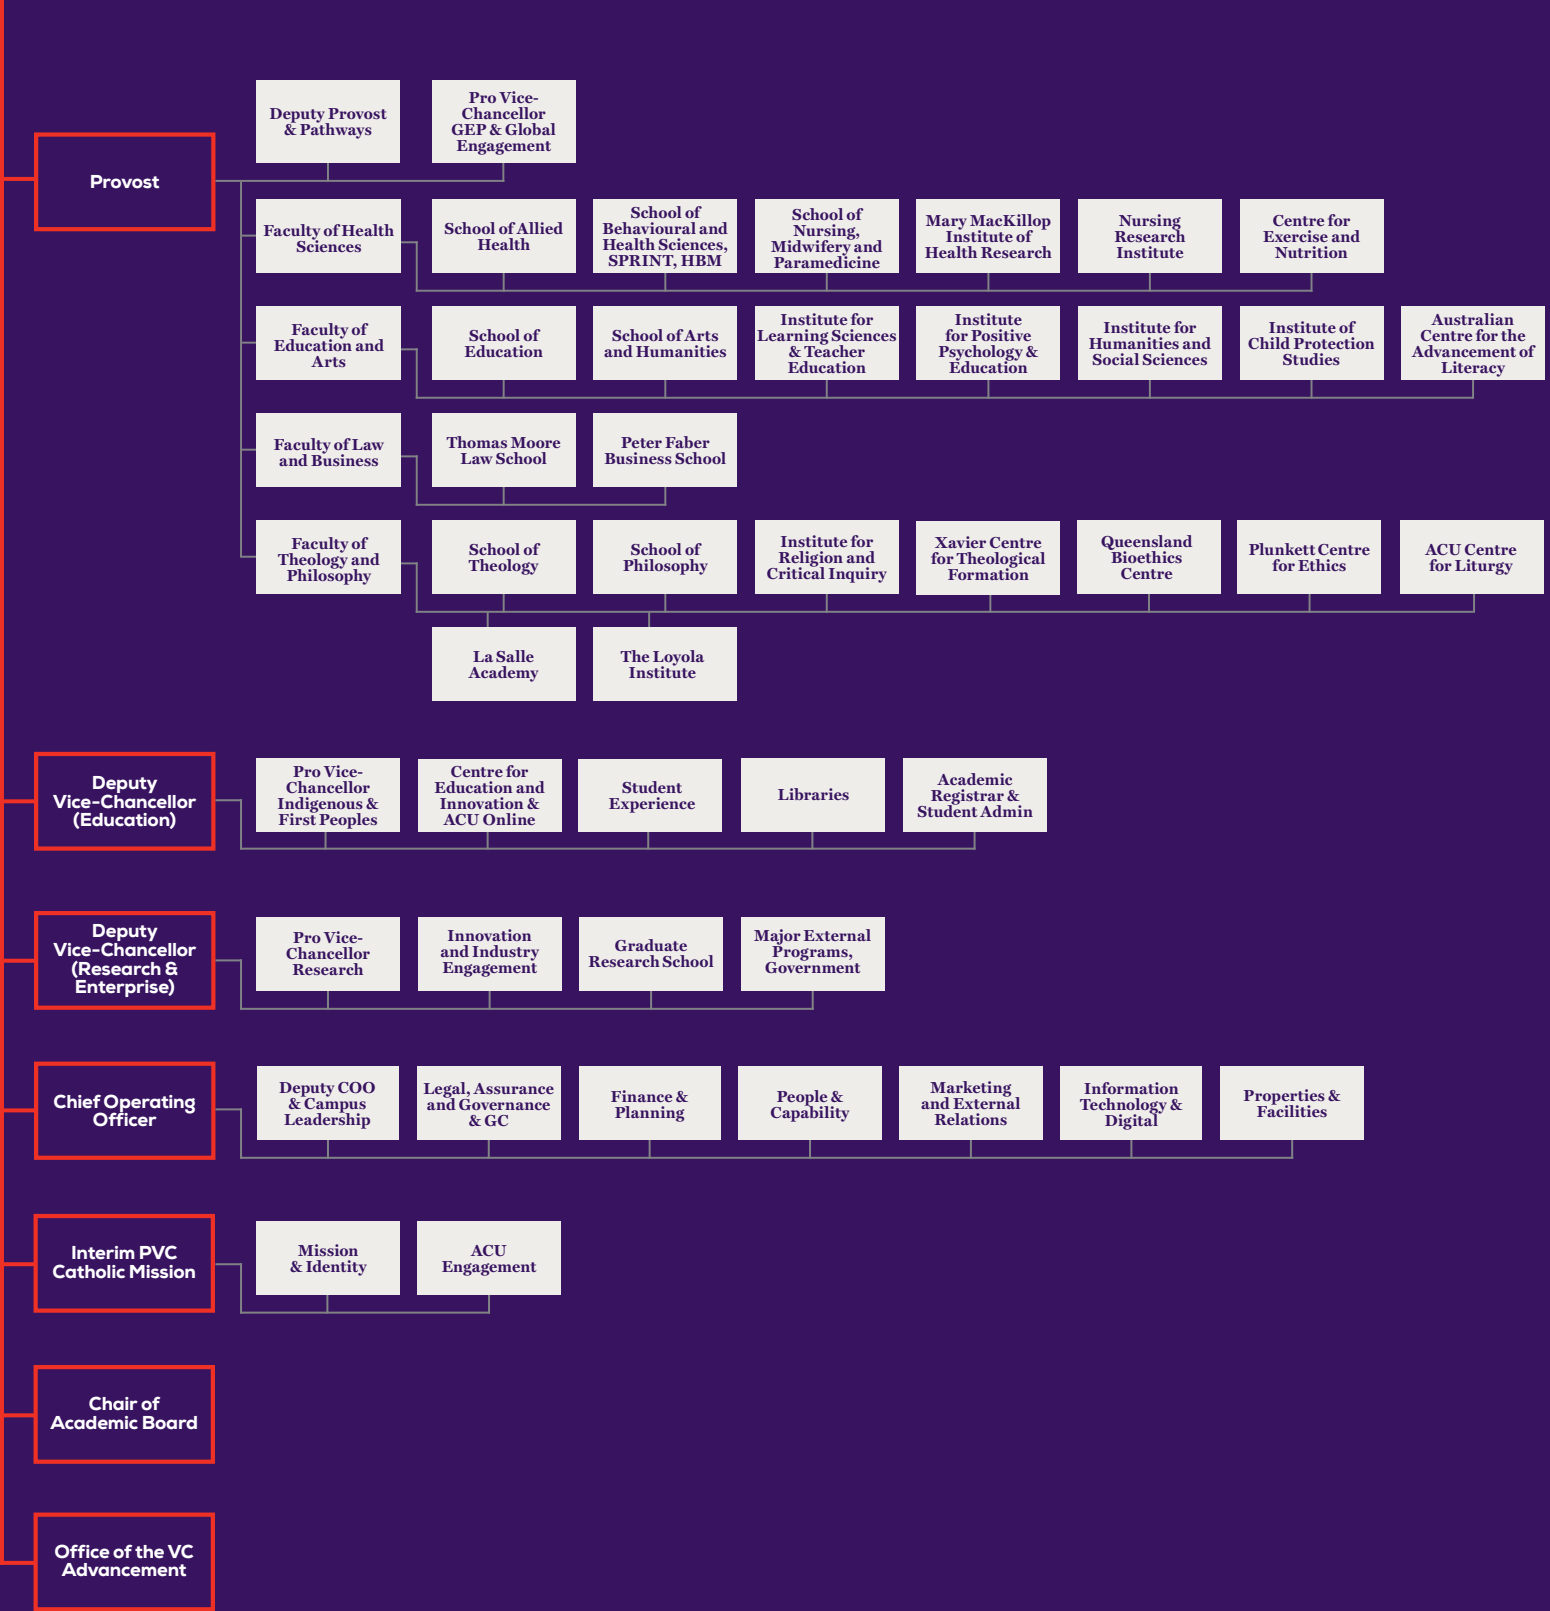 Deputy Provost
& Pathways
Pro Vice-
Chancellor
GEP & Global
Engagement
Provost
Faculty of Health
Sciences
School of Allied
Health
School of
Behavioural and
Health Sciences,
SPRINT, HBM
School of
Nursing,
Midwifery and
Paramedicine
Mary MacKillop
Institute of
Health Research
Nursing
Research
Institute
Centre for
Exercise and
Nutrition
Faculty of
Education and
Arts
School of
Education
School of Arts
and Humanities
Institute for
Learning Sciences
& Teacher
Education
Institute
for Positive
Psychology &
Education
Institute for
Humanities and
Social Sciences
Institute of
Child Protection
Studies
Australian
Centre for the
Advancement of
Literacy
Faculty of Law
and Business
Thomas Moore
Law School
Peter Faber
Business School
Faculty of
Theology and
Philosophy
School of
Theology
School of
Philosophy
Institute for
Religion and
Critical Inquiry
Xavier Centre
for Theological
Formation
Queensland
Bioethics
Centre
Plunkett Centre
for Ethics
ACU Centre
for Liturgy
La Salle
Academy
The Loyola
Institute
Deputy
Vice-Chancellor
(Education)
Pro Vice-
Chancellor
Indigenous &
First Peoples
Centre for
Education and
Innovation &
ACU Online
Student
Experience
Libraries
Academic
Registrar &
Student Admin
Deputy
Vice-Chancellor
(Research &
Enterprise)
Pro Vice-
Chancellor
Research
Innovation
and Industry
Engagement
Graduate
Research School
Major External
Programs,
Government
Chief Operating
Officer
Deputy COO
& Campus
Leadership
Legal, Assurance
and Governance
& GC
Finance &
Planning
People &
Capability
Marketing
and External
Relations
Information
Technology &
Digital
Properties &
Facilities
Interim PVC
Catholic Mission
Mission
& Identity
ACU
Engagement
Chair of
Academic Board
Office of the VC
Advancement